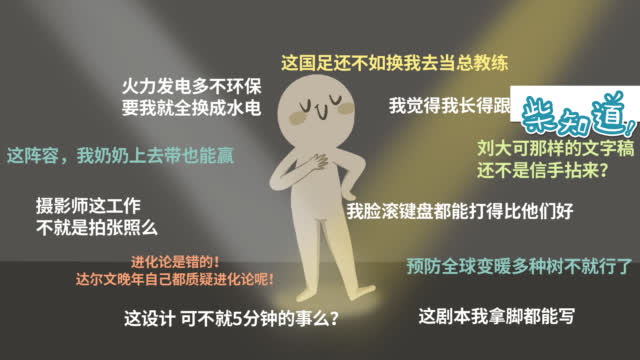 这国足还不如换我去当总教练
火力发电多不环保
要我就全换成水电
我觉得我长得跟
柴知道!
这阵容，我奶奶上去带也能赢
刘大可那样的文字稿
还不是信手拈来？
摄影师这工作
不就是拍张照么
我脸滚键盘都能打得比他们好
进化论是错的！
达尔文晚年自己都质疑进化论呢！
预防全球变暖多种树不就行了
这设计 可不就5分钟的事么？
这剧本我拿脚都能写